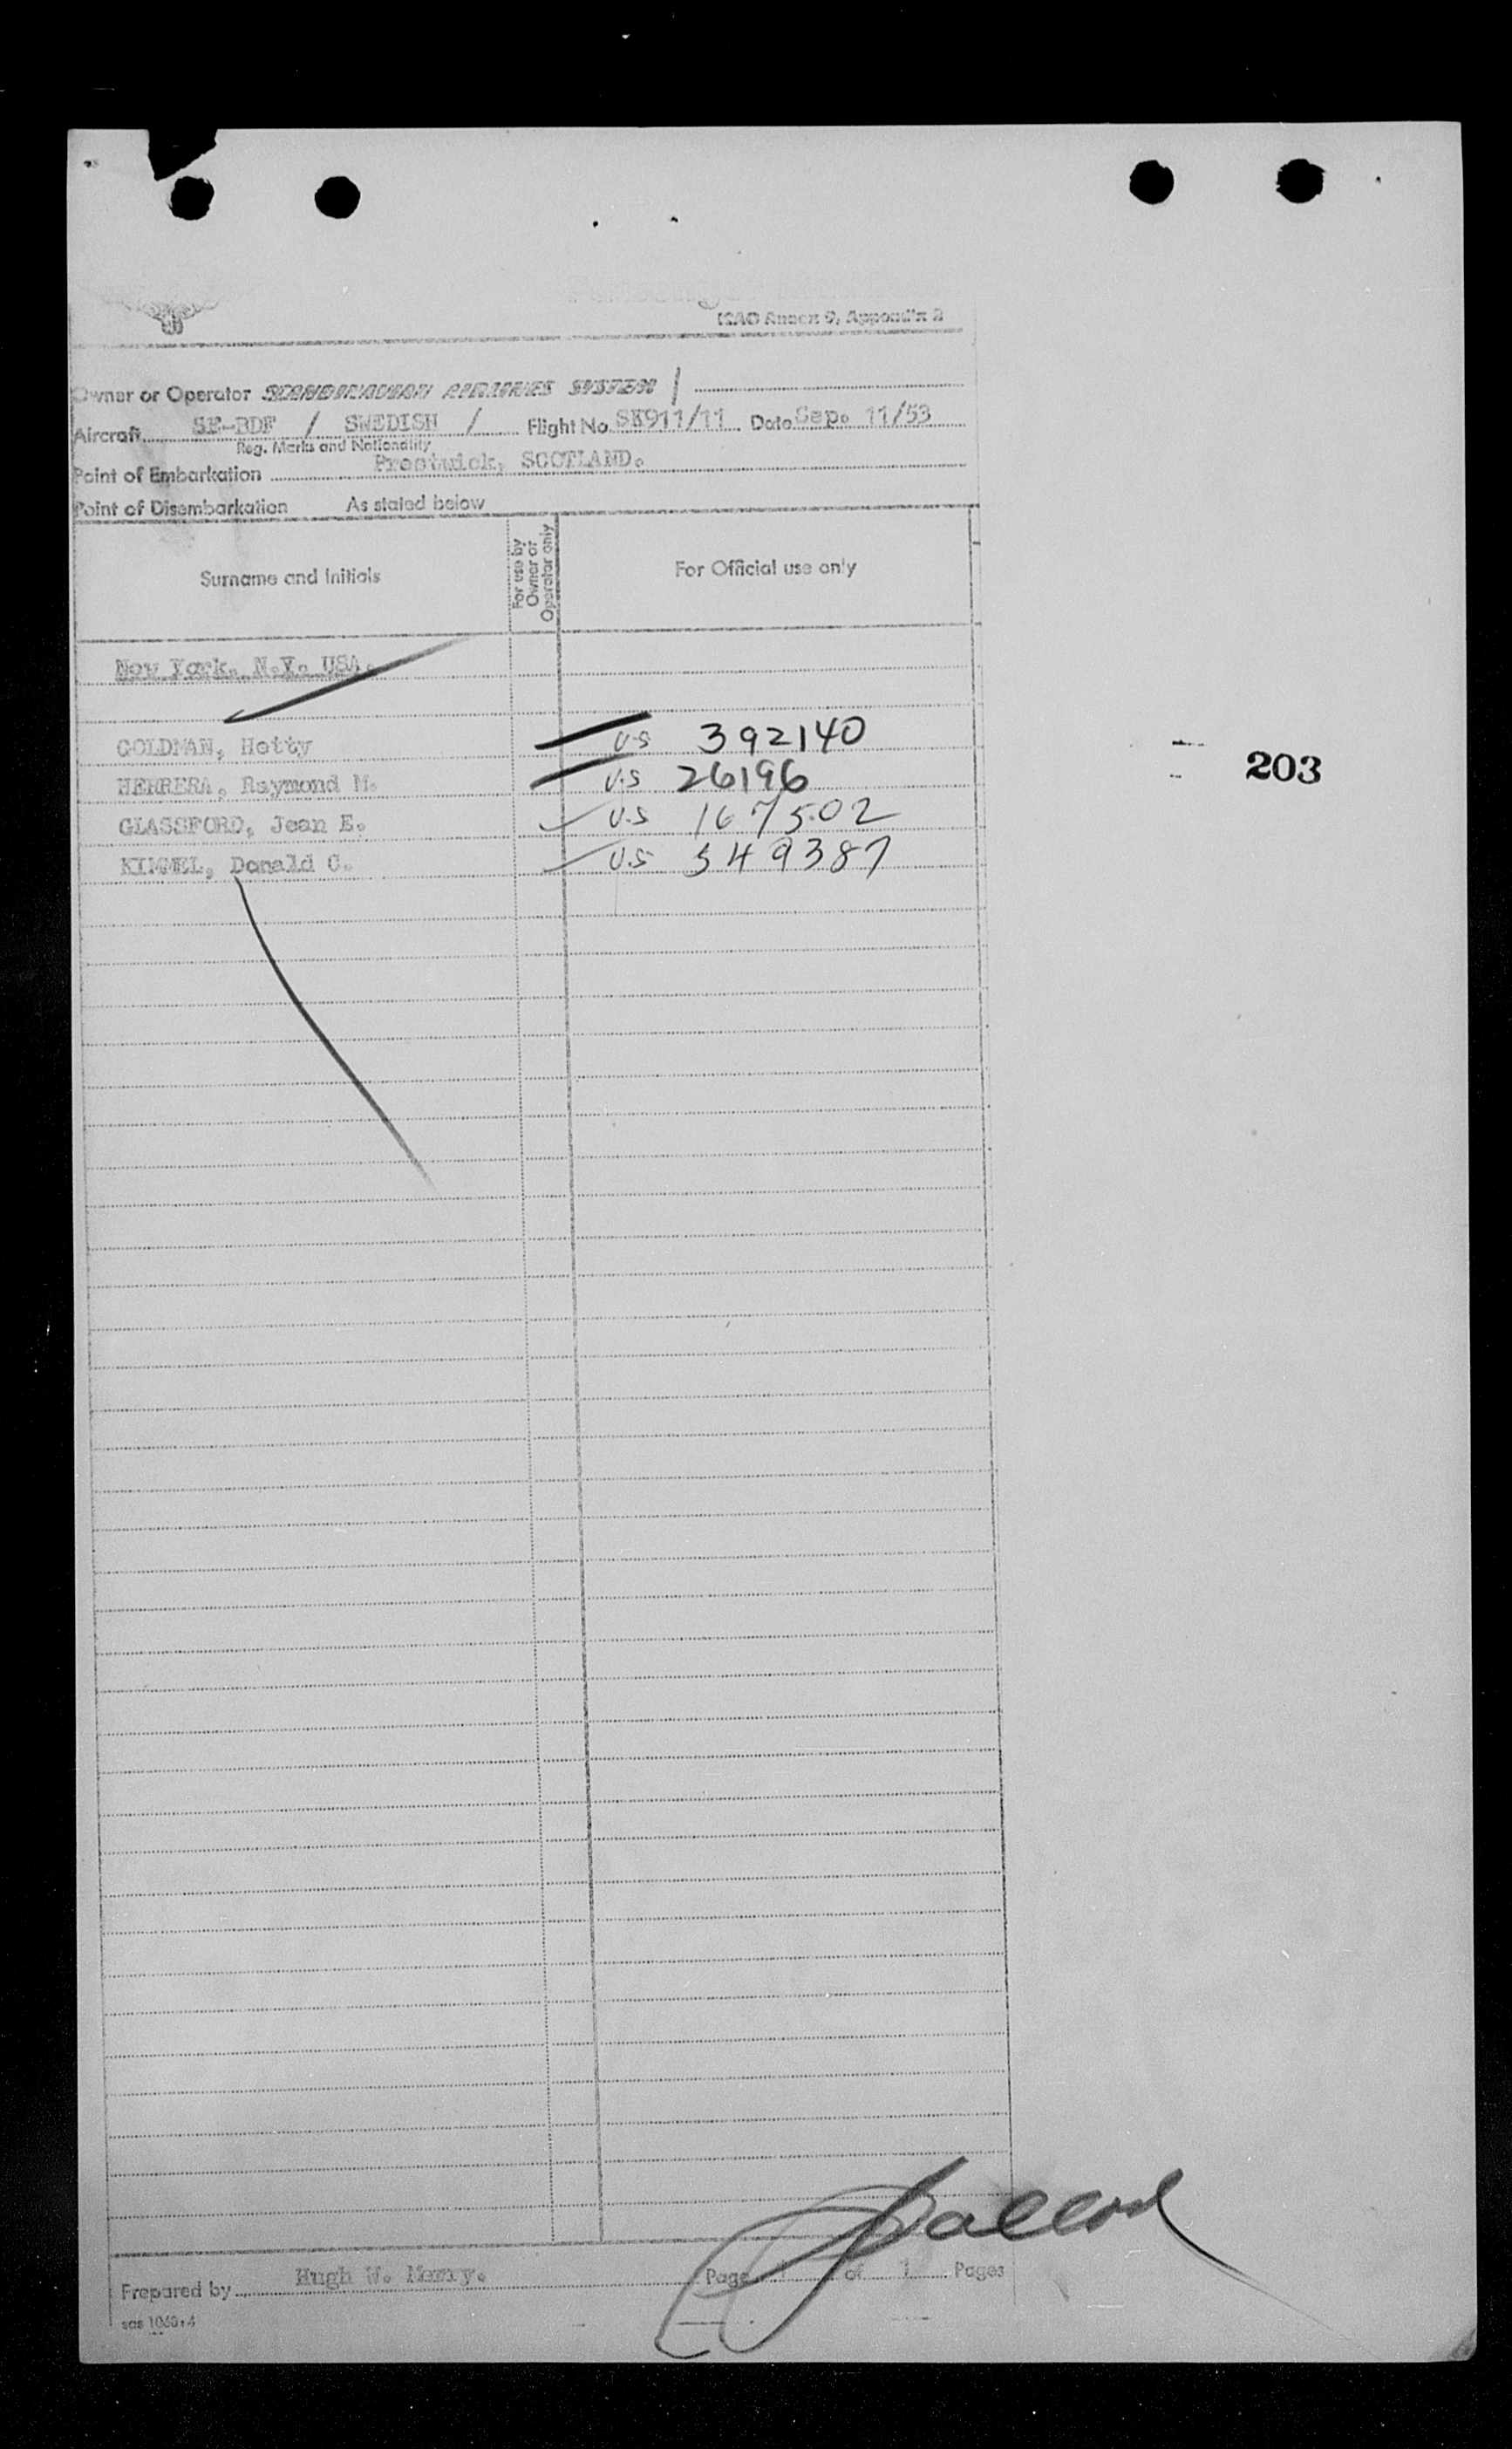 ICAO Annex 9, Appendix 2
Owner or Operator SCANDINAVIAN AIRLINES SYSTEM /
Aircraft SE-BDF / SWEDISH / Flight No. SK911/11 Date Sep. 11/53
Reg. Marks and Nationality
Point of Embarkation Prestwick, SCOTLAND.
Point of Disembarkation As stated below
Surname and initials
For use by
Owner or
Operator only
For Official use only
New York, N.Y. USA.
GOLDMAN, Hetty U.S 392140
HERRERA, Raymond M. U.S 26196
GLASSFORD, Jean E. U.S 167502
KIMMEL, Donald C. U.S 349387
203
Prepared by Hugh W. Page 1 of 1 Pages